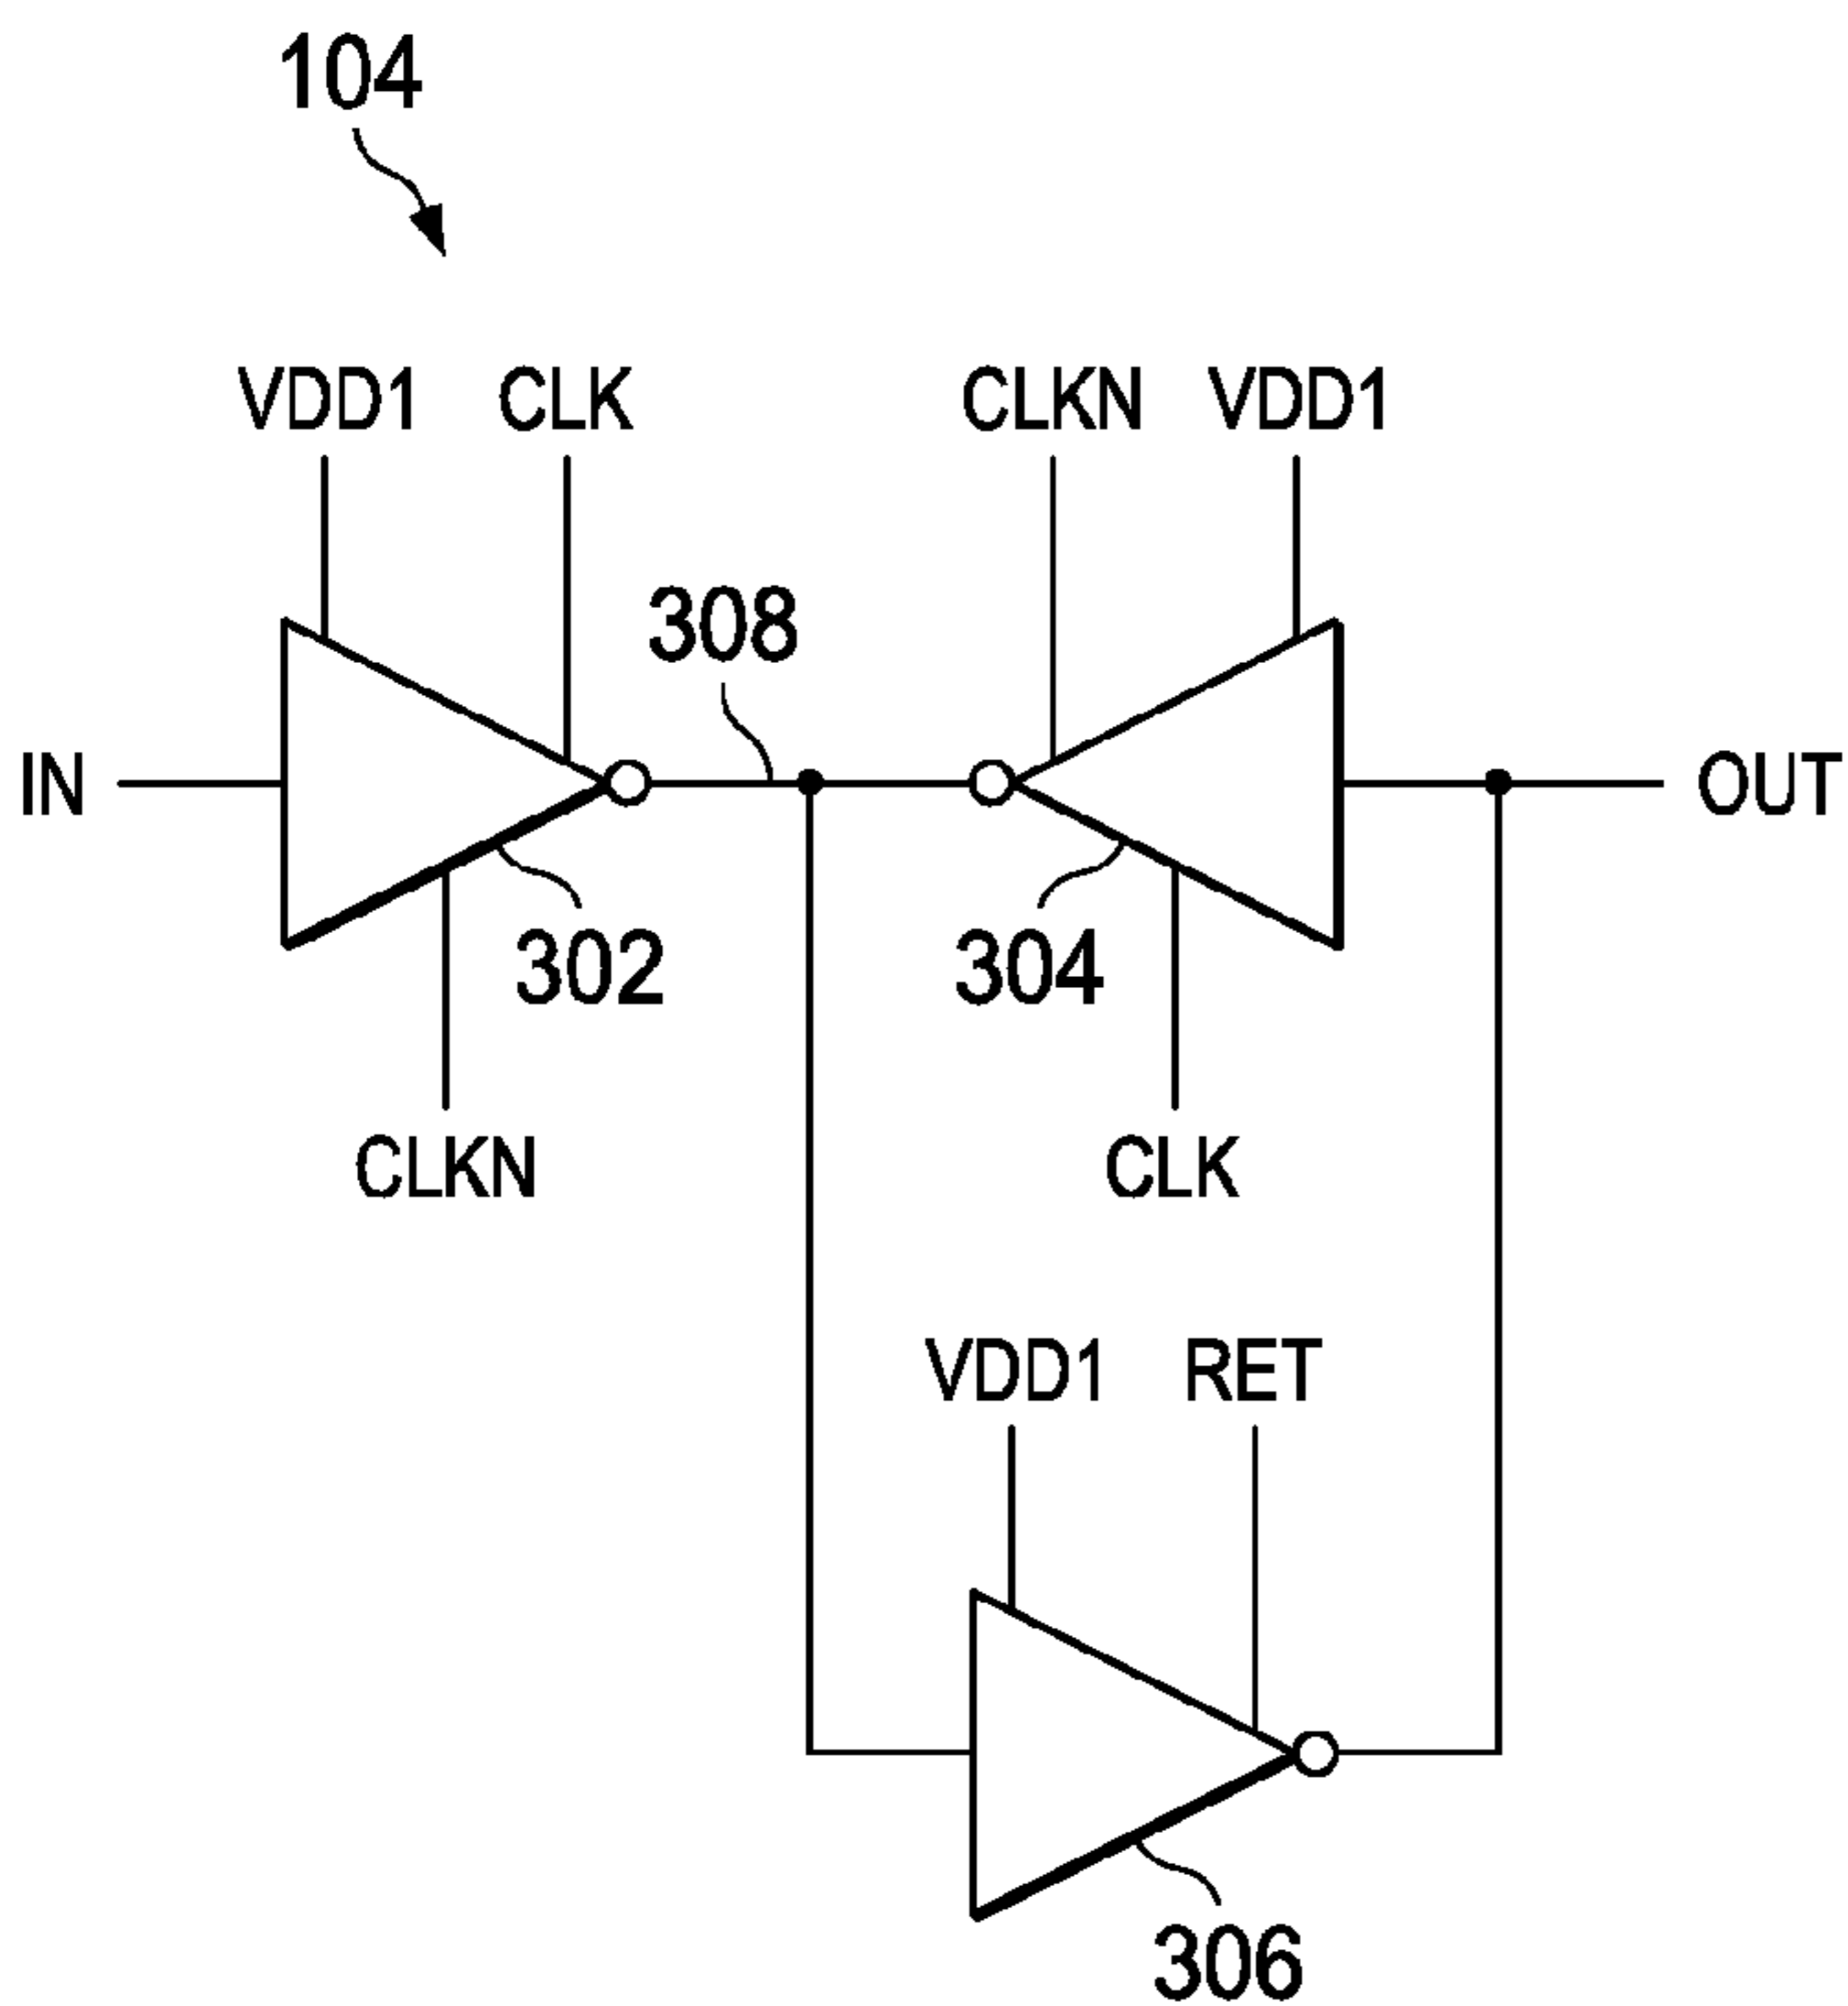 104
VDD1 CLK CLKN VDD1
308
IN OUT
302 304
CLKN CLK
VDD1 RET
306